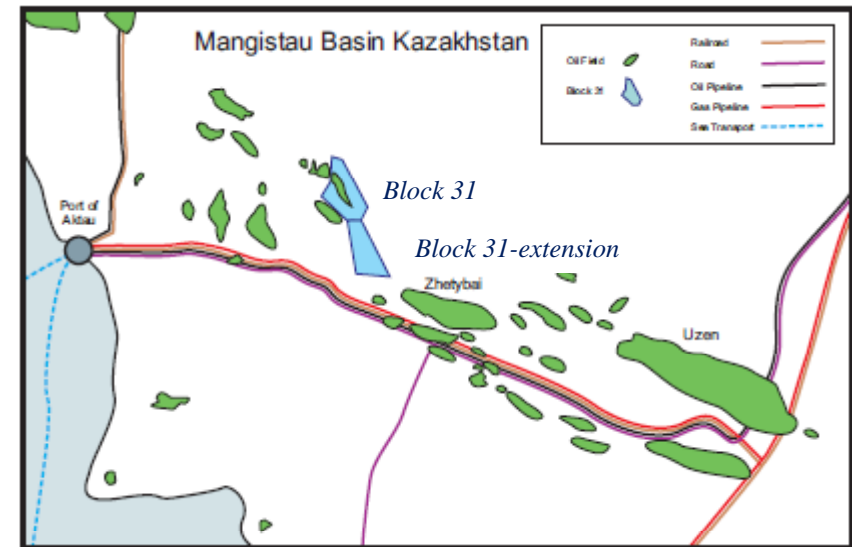 Mangistau Basin Kazakhstan
Oil Field
Block 31
Railroad
Road
Oil Pipeline
Gas Pipeline
Sea Transport
Block 31
Port of
Aktau
Block 31-extension
Zhetybai
Uzen